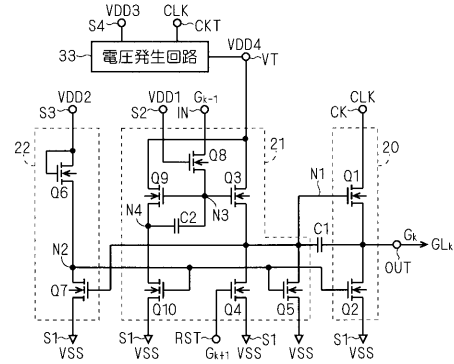 VDD3 CLK
S4 CKT
33 電圧発生回路
VDD4
VT
VDD2
S3
VDD1 Gk-1
S2 IN
21
CLK
CK
20
22
Q6
Q8
Q9 Q3
N1 Q1
N4 C2 N3
N2
C1
Gk
GLk
OUT
Q7 Q10 Q4 Q5 Q2
S1 S1 RST S1 S1
VSS VSS Gk+1 VSS VSS VSS